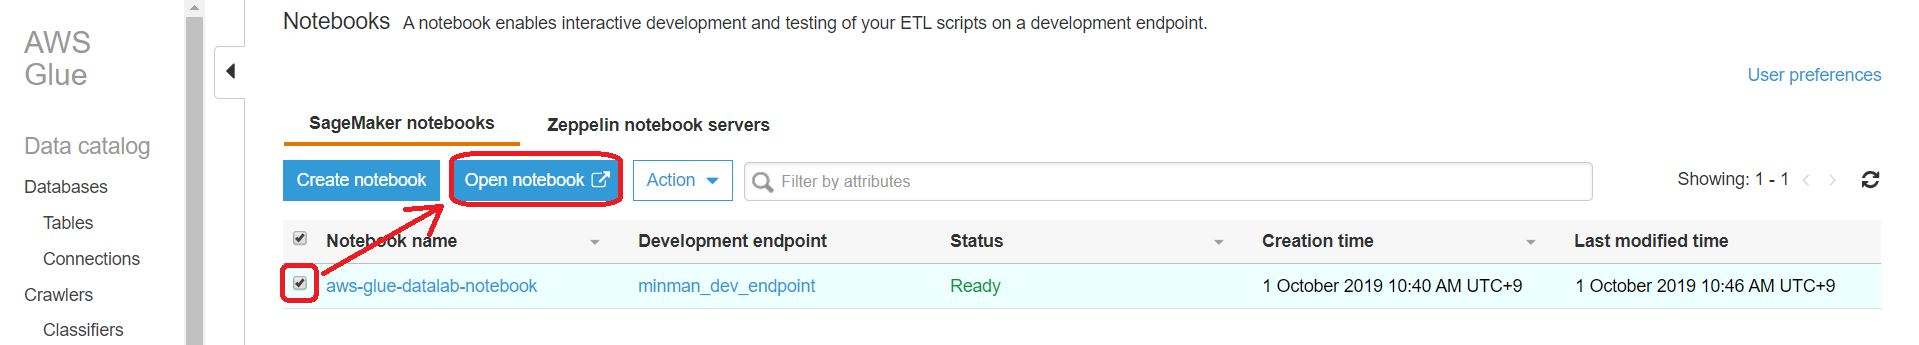 AWS
Glue
Data catalog
Databases
Tables
Connections
Crawlers
Classifiers
Notebooks A notebook enables interactive development and testing of your ETL scripts on a development endpoint.
User preferences
SageMaker notebooks Zeppelin notebook servers
Create notebook Open notebook Action Filter by attributes Showing: 1 - 1
Notebook name Development endpoint Status Creation time Last modified time
aws-glue-datalab-notebook minman_dev_endpoint Ready 1 October 2019 10:40 AM UTC+9 1 October 2019 10:46 AM UTC+9